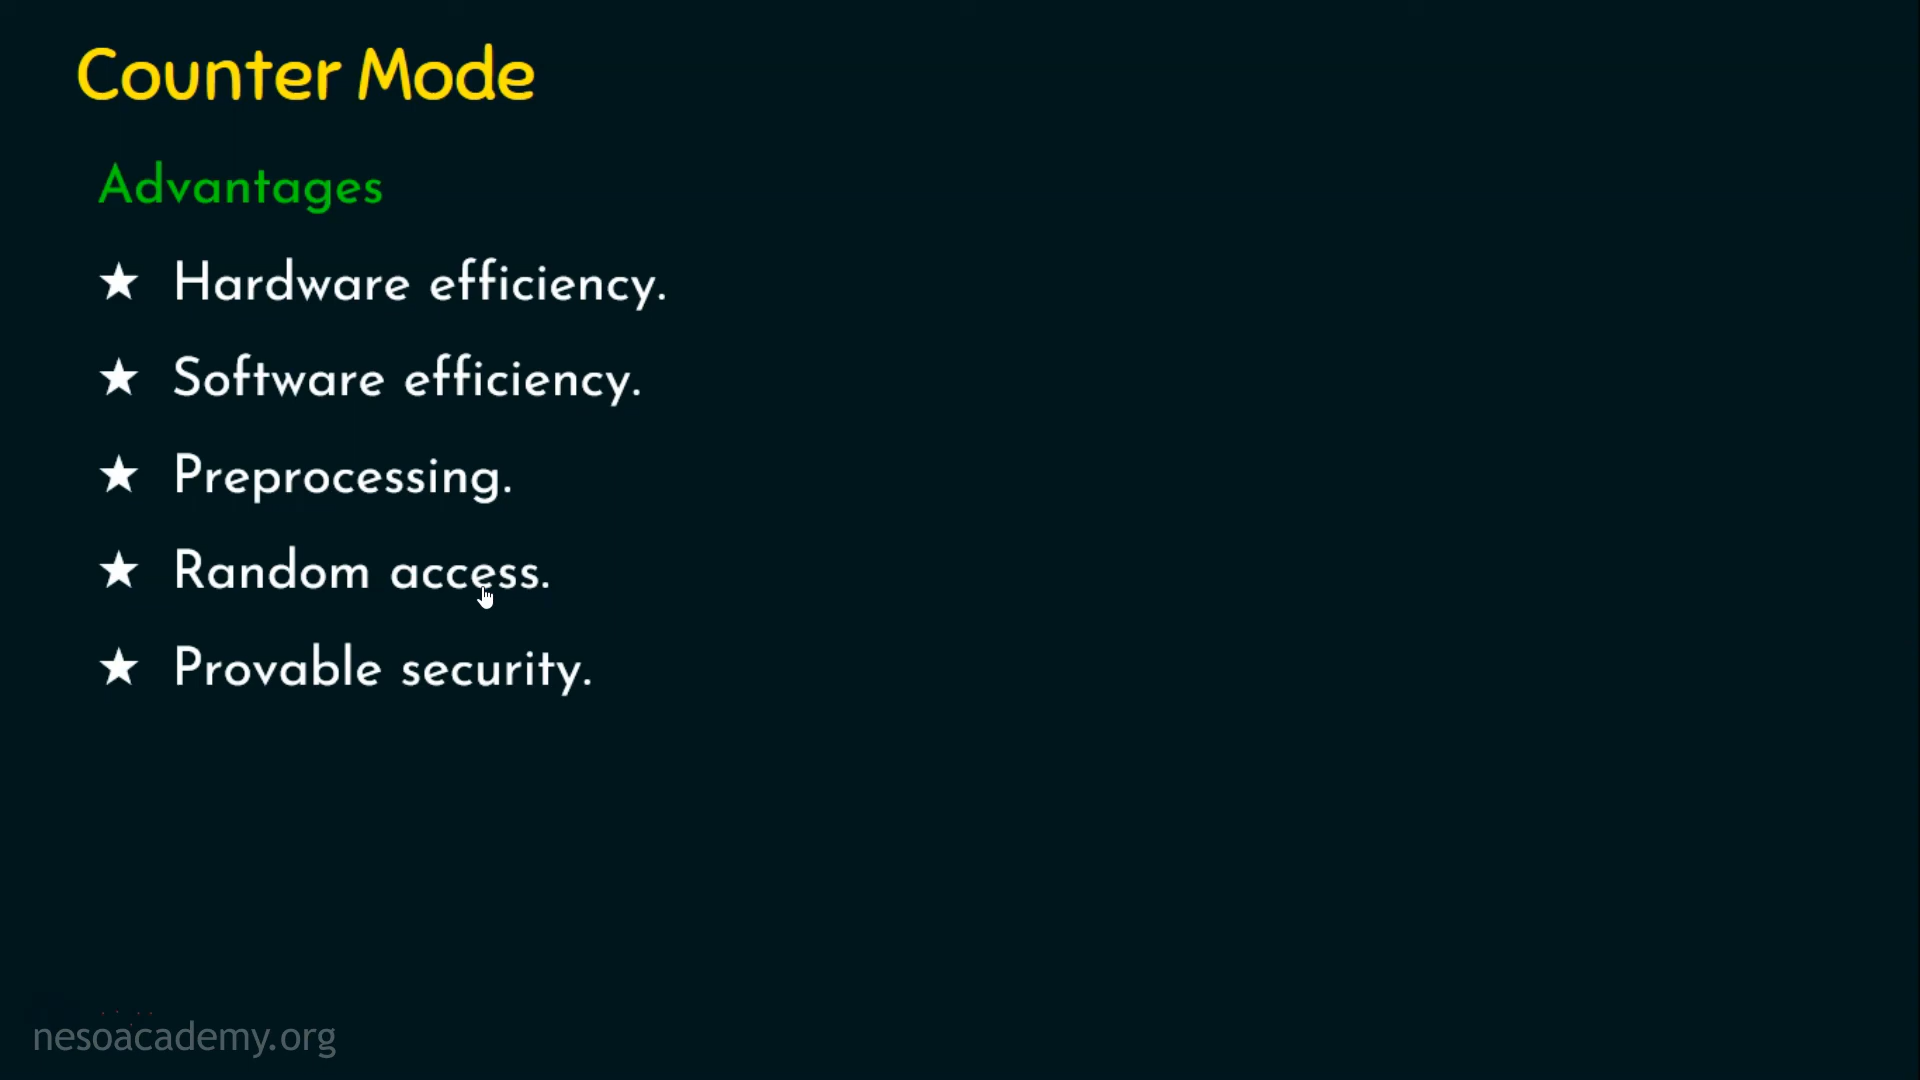 Counter Mode
Advantages
★ Hardware efficiency.
★ Software efficiency.
★ Preprocessing.
★ Random access.
★ Provable security.
nesoacademy.org